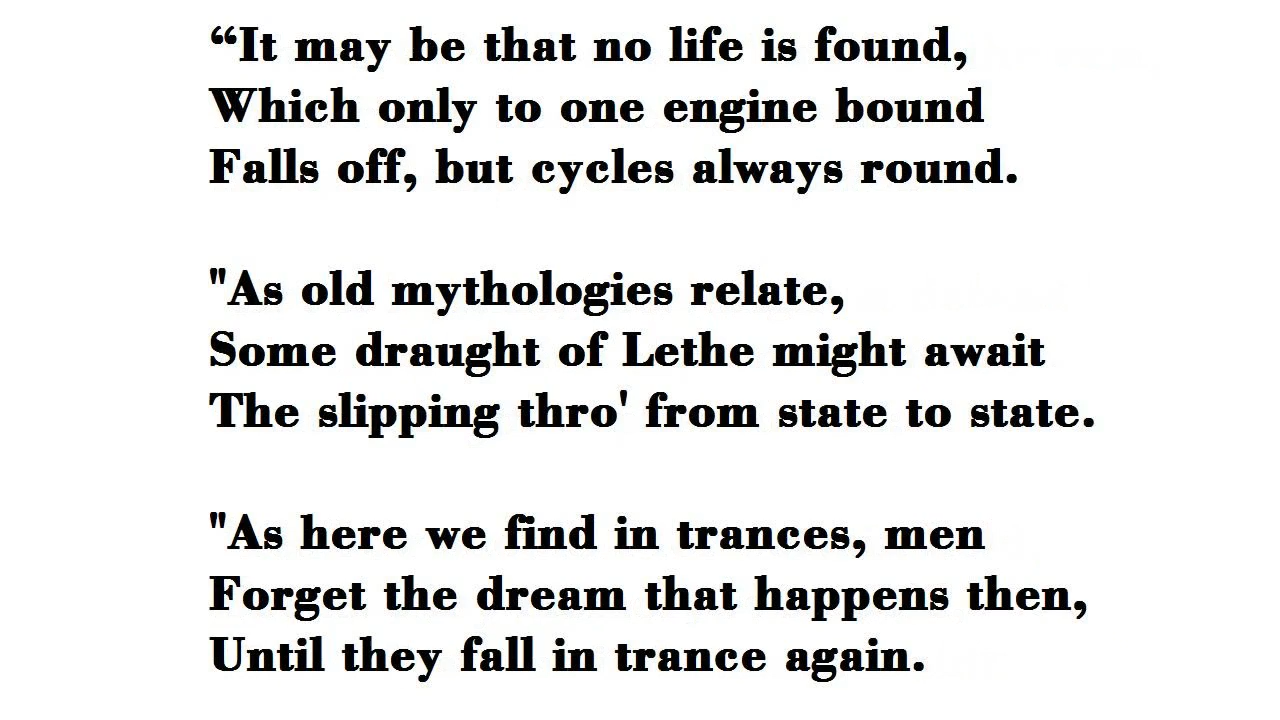 “It may be that no life is found,
Which only to one engine bound
Falls off, but cycles always round.
"As old mythologies relate,
Some draught of Lethe might await
The slipping thro' from state to state.
"As here we find in trances, men
Forget the dream that happens then,
Until they fall in trance again.